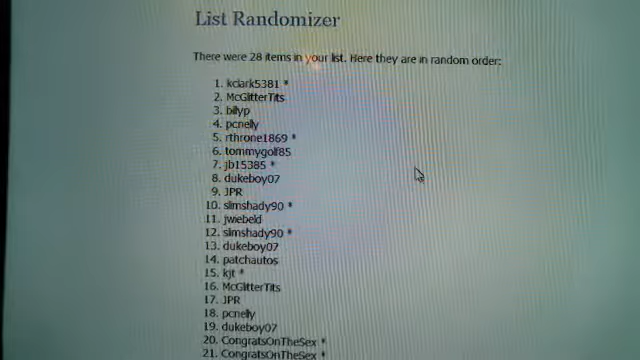 List Randomizer
There were 28 items in your list. Here they are in random order:
1. kclark5381 *
2. McGlitterTits
3. billyp
4. pcnelly
5. rthrone1869 *
6. tommygolf85
7. jb15385 *
8. dukeboy07
9. JPR
10. slimshady90 *
11. jwiebeld
12. slimshady90 *
13. dukeboy07
14. patchautos
15. kjt *
16. McGlitterTits
17. JPR
18. pcnelly
19. dukeboy07
20. CongratsOnTheSex *
21. CongratsOnTheSex *